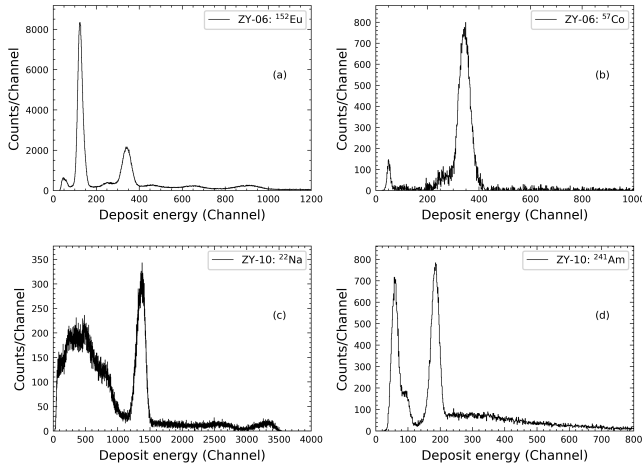 ZY-06: ¹⁵²Eu
(a)
Counts/Channel
0 2000 4000 6000 8000
0 200 400 600 800 1000 1200
Deposit energy (Channel)
ZY-06: ⁵⁷Co
(b)
Counts/Channel
0 100 200 300 400 500 600 700 800
0 200 400 600 800 1000
Deposit energy (Channel)
ZY-10: ²²Na
(c)
Counts/Channel
0 50 100 150 200 250 300 350
0 500 1000 1500 2000 2500 3000 3500 4000
Deposit energy (Channel)
ZY-10: ²⁴¹Am
(d)
Counts/Channel
0 100 200 300 400 500 600 700 800
0 100 200 300 400 500 600 700 800
Deposit energy (Channel)